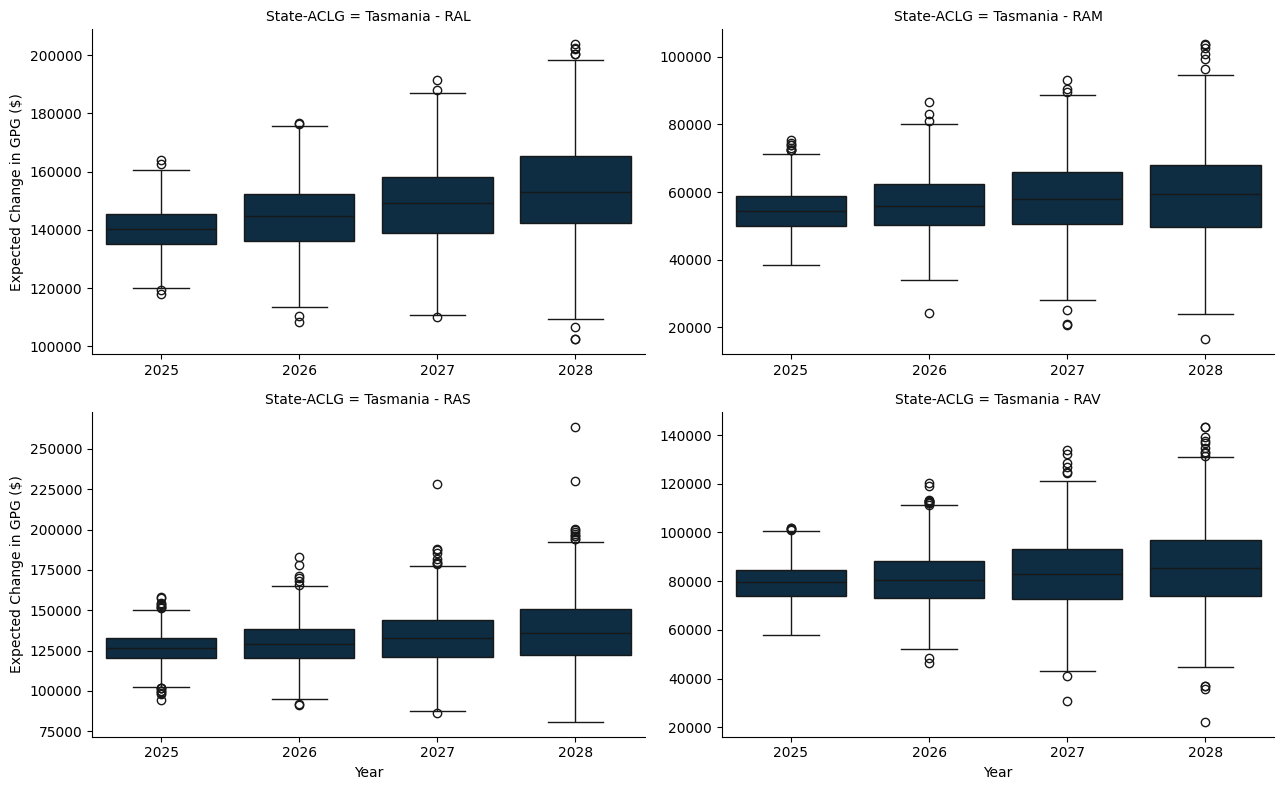 State-ACLG = Tasmania - RAL
Expected Change in GPG ($)
200000
180000
160000
140000
120000
100000
2025 2026 2027 2028
State-ACLG = Tasmania - RAM
100000
80000
60000
40000
20000
2025 2026 2027 2028
State-ACLG = Tasmania - RAS
Expected Change in GPG ($)
250000
225000
200000
175000
150000
125000
100000
75000
2025 2026 2027 2028
Year
State-ACLG = Tasmania - RAV
140000
120000
100000
80000
60000
40000
20000
2025 2026 2027 2028
Year